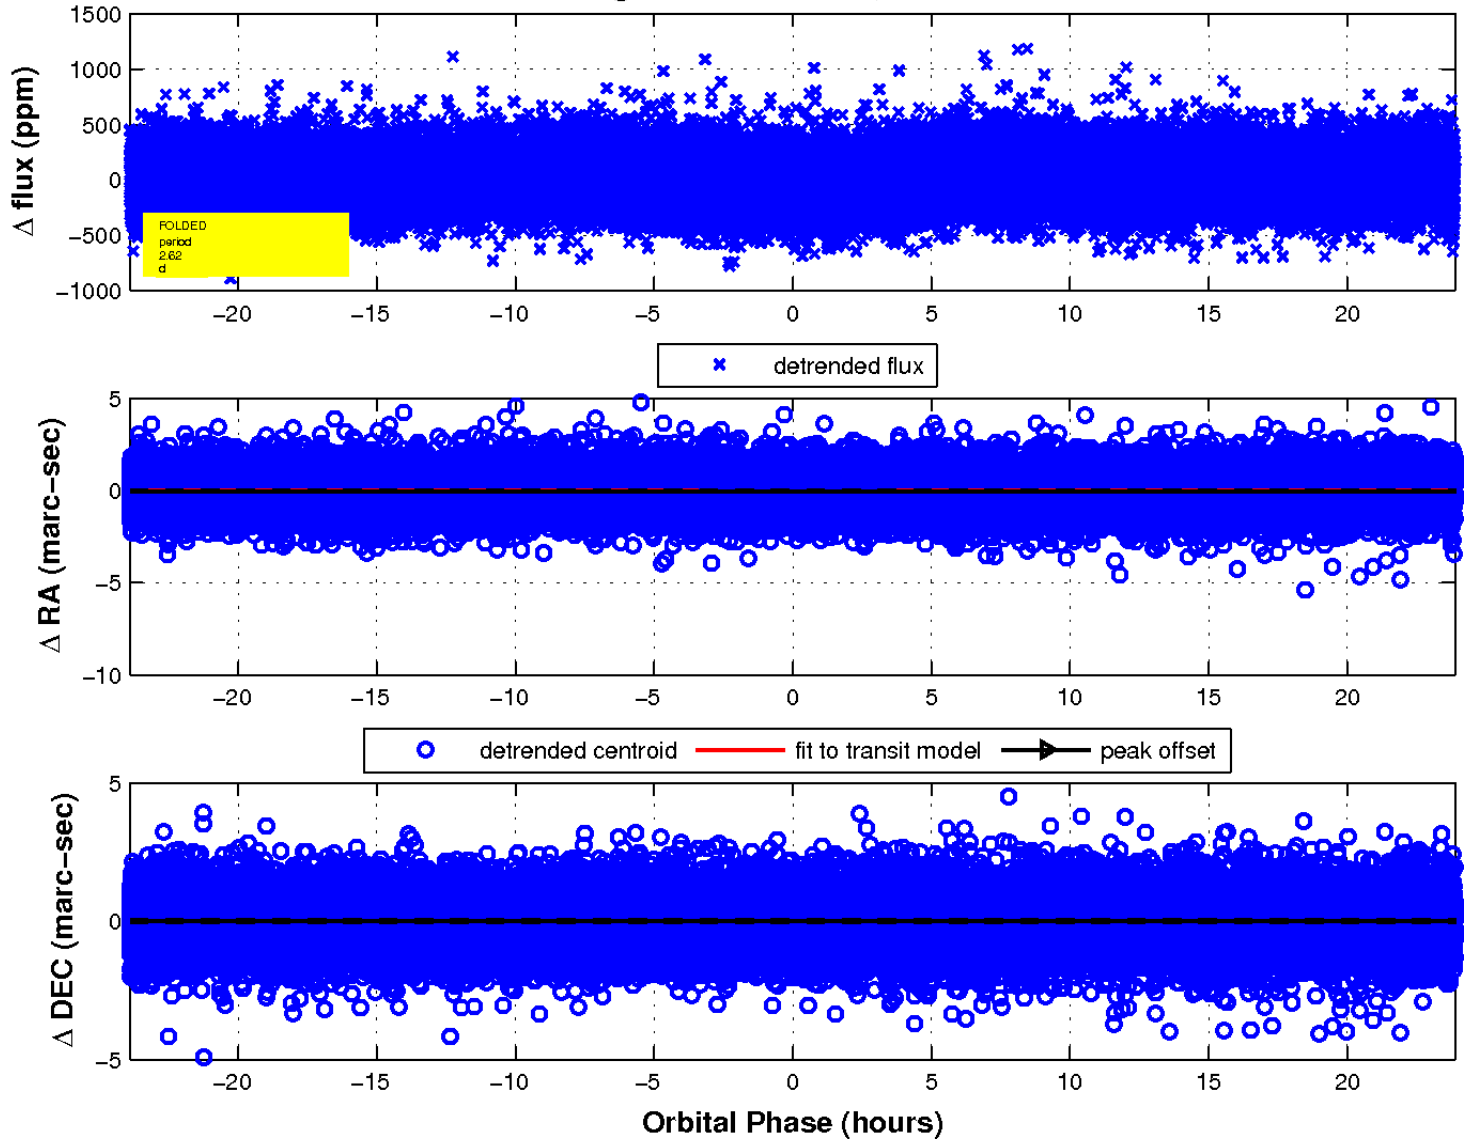 1500
1000
500
0
−500
−1000
Δ flux (ppm)
FOLDED
period
2.62
d
−20 −15 −10 −5 0 5 10 15 20
detrended flux
5
0
−5
−10
Δ RA (marc−sec)
−20 −15 −10 −5 0 5 10 15 20
detrended centroid fit to transit model peak offset
5
0
−5
Δ DEC (marc−sec)
−20 −15 −10 −5 0 5 10 15 20
Orbital Phase (hours)